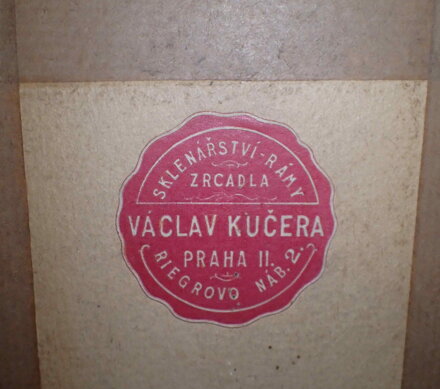 SKLENÁŘSTVÍ-RÁMY
ZRCADLA
VÁCLAV KUČERA
PRAHA II.
RIEGROVO NÁB. 2.